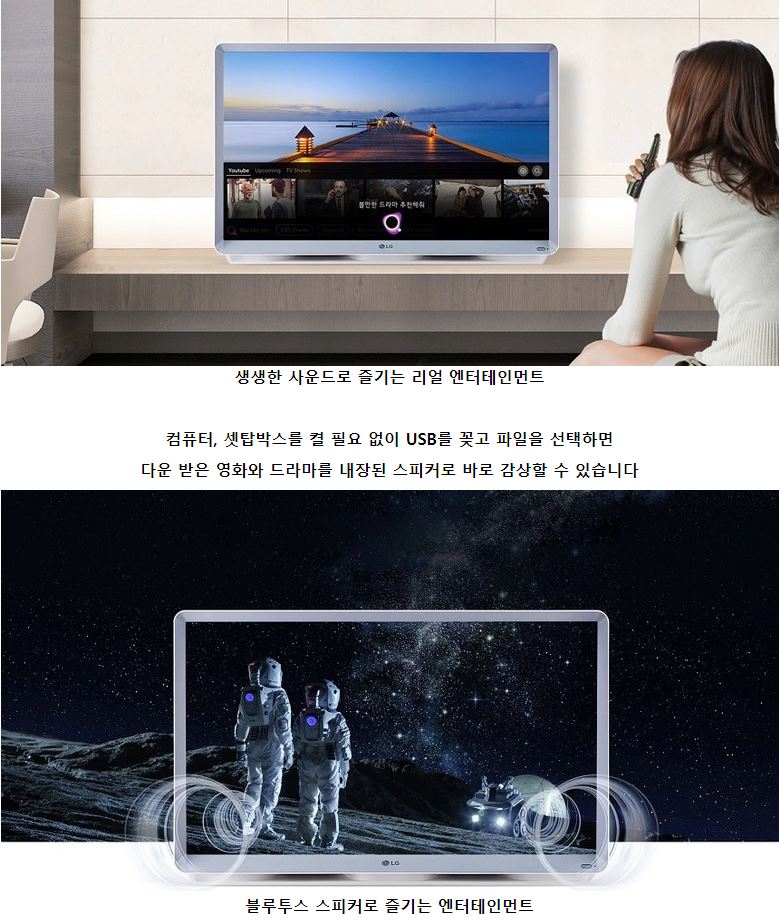 Youtube Upcoming TV Shows
볼만한 드라마 추천해줘
LG
생생한 사운드로 즐기는 리얼 엔터테인먼트
컴퓨터, 셋탑박스를 켤 필요 없이 USB를 꽂고 파일을 선택하면
다운 받은 영화와 드라마를 내장된 스피커로 바로 감상할 수 있습니다
LG
블루투스 스피커로 즐기는 엔터테인먼트